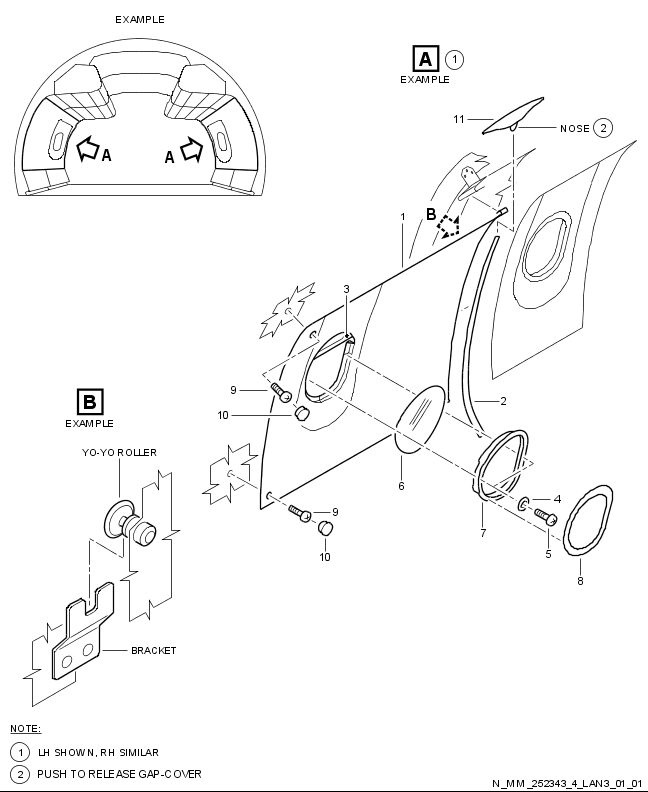 EXAMPLE
A 1
EXAMPLE
11
NOSE 2
A A
B
1
3
9
10
2
B
EXAMPLE
YO-YO ROLLER
6
4
7
5
8
9
10
BRACKET
NOTE:
1 LH SHOWN, RH SIMILAR
2 PUSH TO RELEASE GAP-COVER
N_MM_252343_4_LAN3_01_01